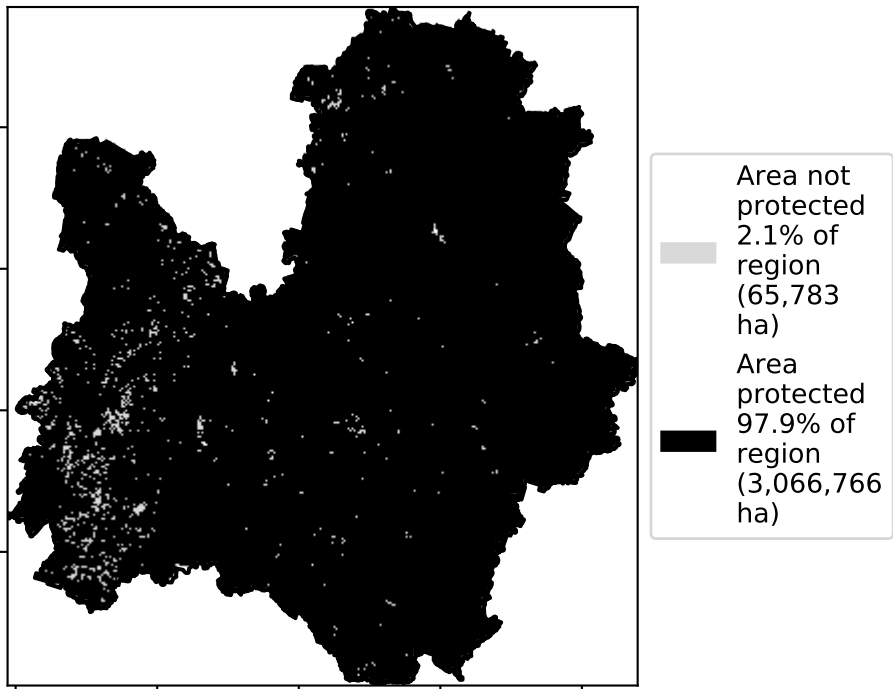 Area not
protected
2.1% of
region
(65,783
ha)
Area
protected
97.9% of
region
(3,066,766
ha)